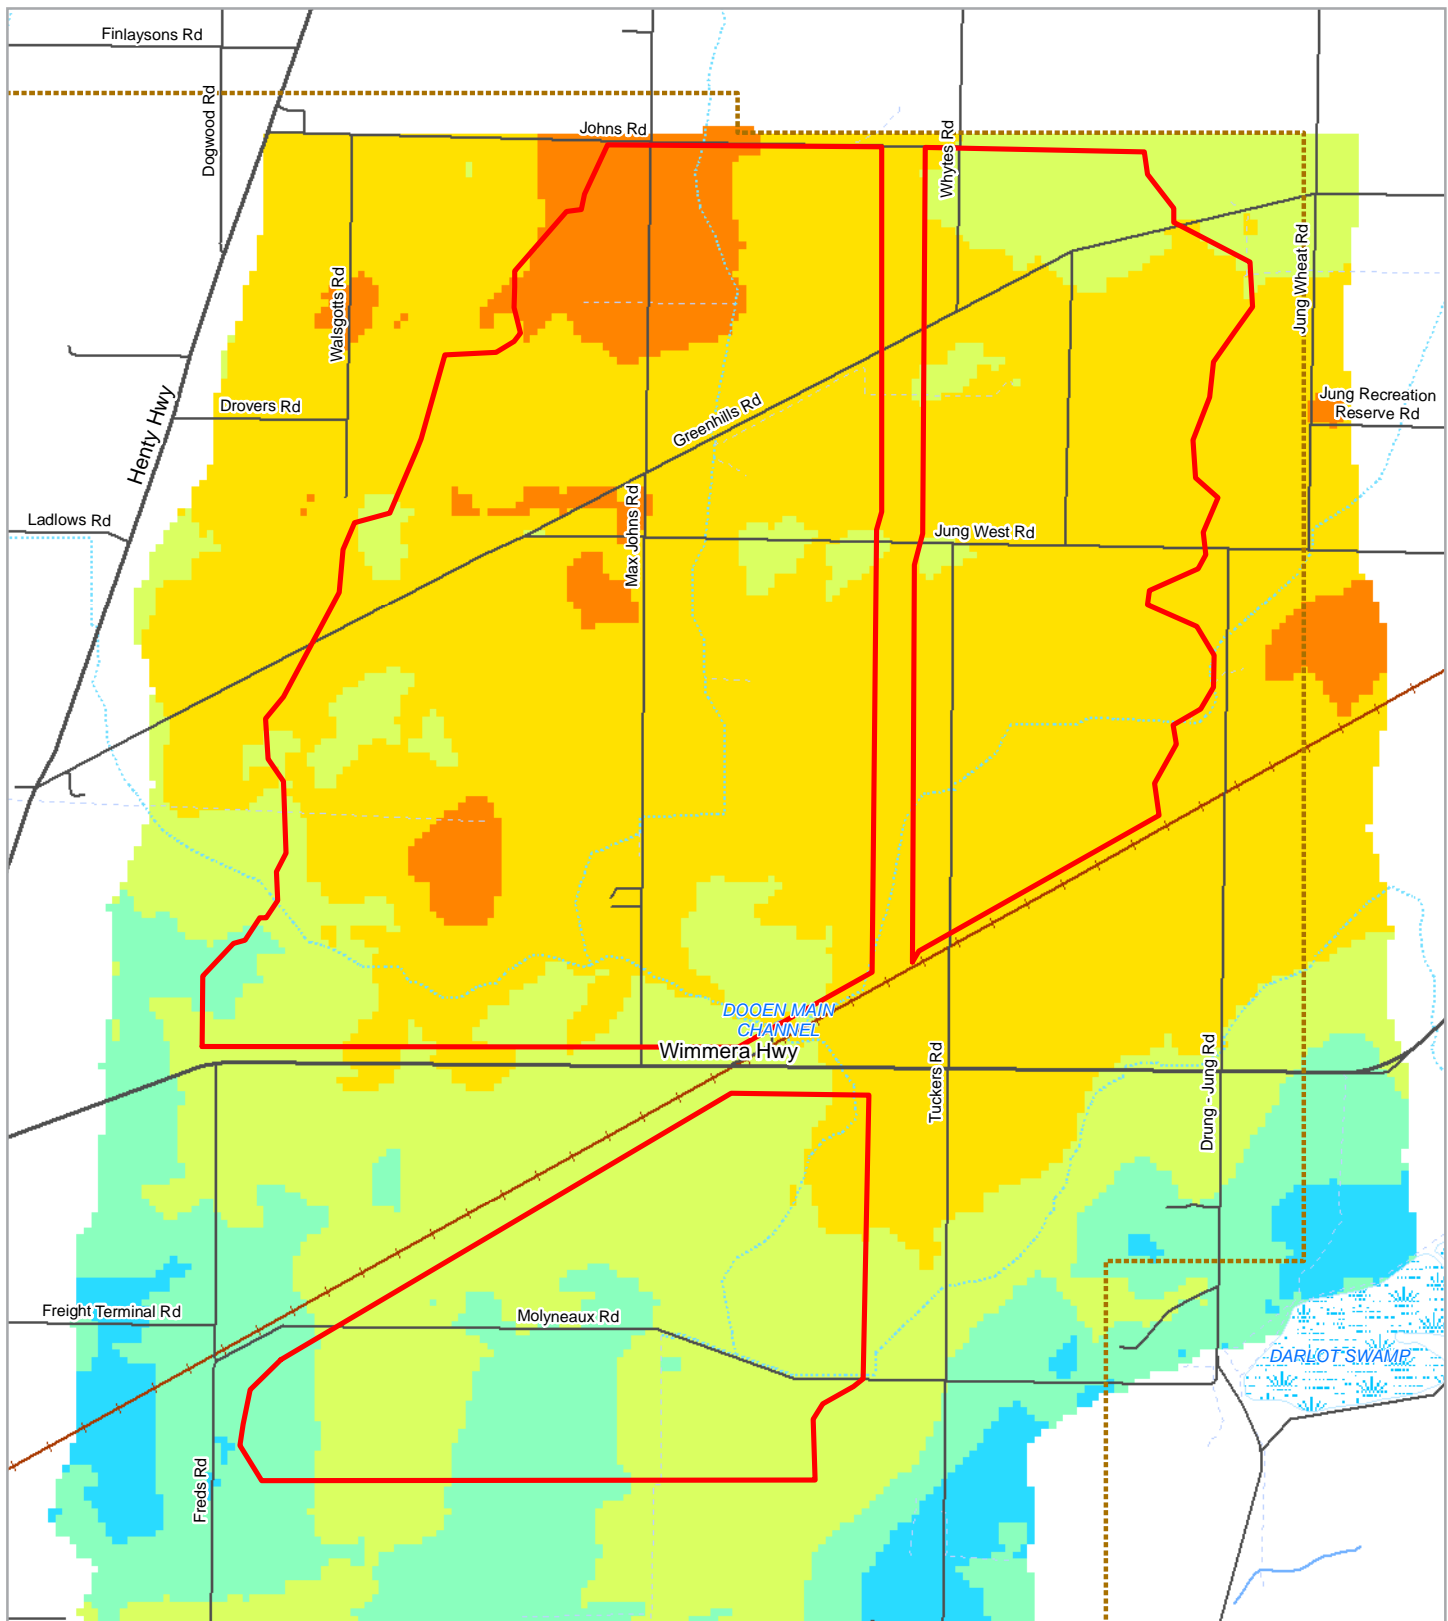 Finlaysons Rd
Dogwood Rd
Johns Rd
Whytes Rd
Jung Wheat Rd
Walsgotts Rd
Henty Hwy
Drovers Rd
Greenhills Rd
Jung Recreation
Reserve Rd
Ladlows Rd
Max Johns Rd
Jung West Rd
DOOEN MAIN
CHANNEL
Wimmera Hwy
Tuckers Rd
Drung - Jung Rd
Freight Terminal Rd
Molyneaux Rd
DARLOT SWAMP
Freds Rd